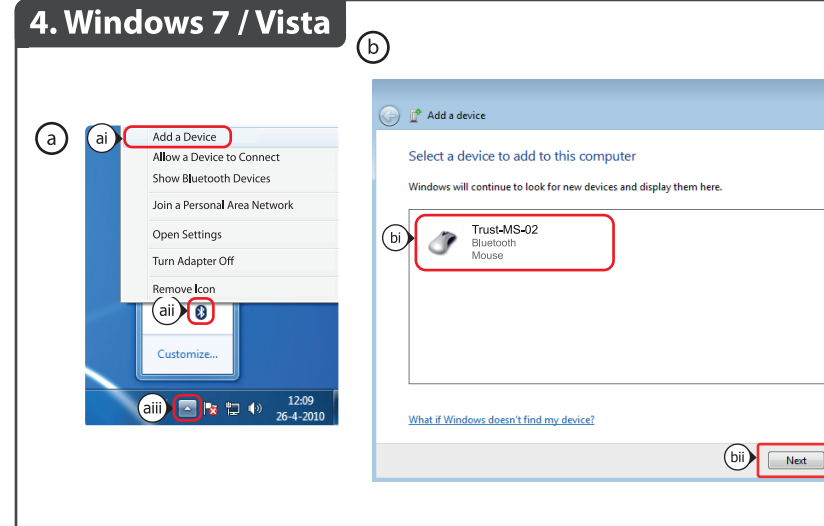 4. Windows 7 / Vista
a
ai
Add a Device
Allow a Device to Connect
Show Bluetooth Devices
Join a Personal Area Network
Open Settings
Turn Adapter Off
Remove Icon
aii
Customize...
aiii
12:09
26-4-2010
b
Add a device
Select a device to add to this computer
Windows will continue to look for new devices and display them here.
bi
Trust-MS-02
Bluetooth
Mouse
What if Windows doesn't find my device?
bii
Next